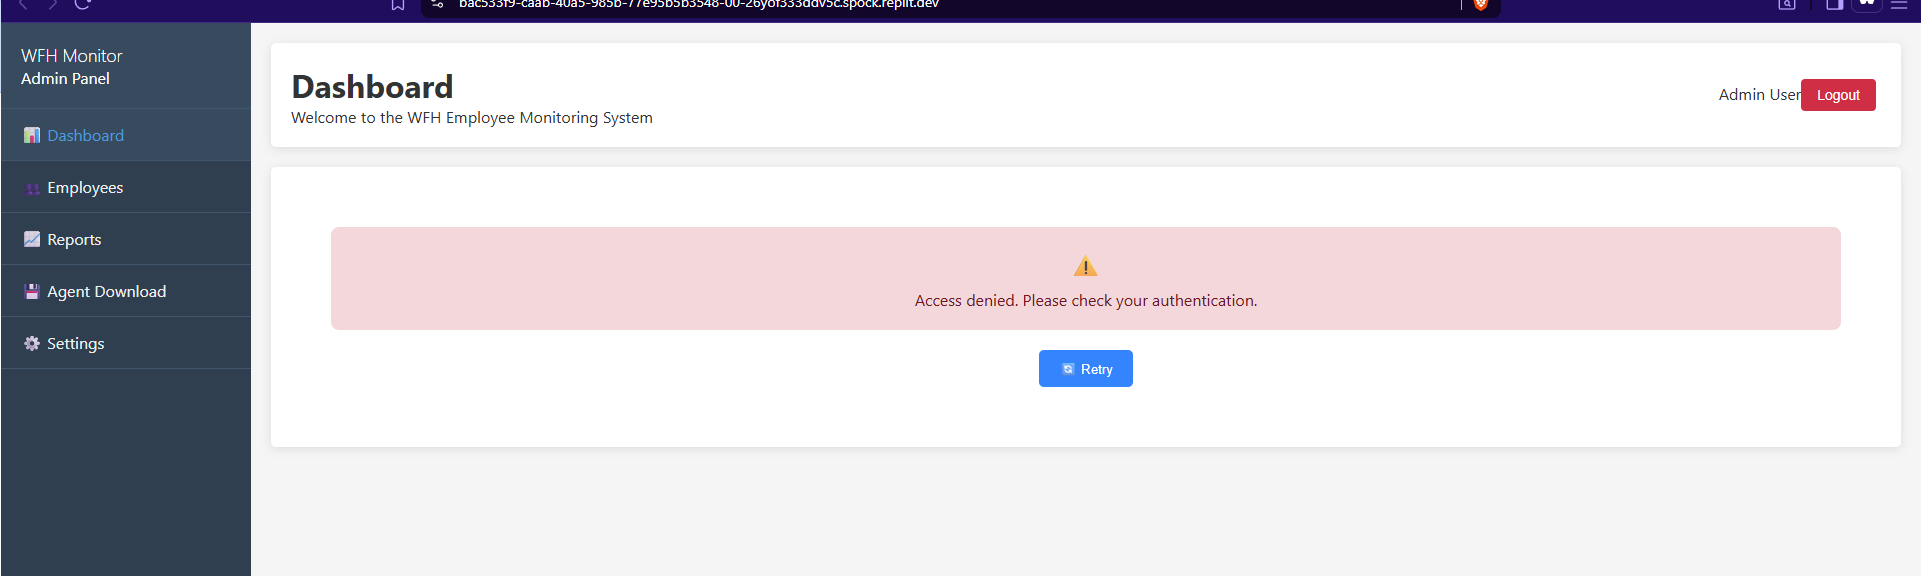 bac533f9-caab-40a5-985b-77e95b5b3548-00-26yof333ddv5c.spock.replit.dev
WFH Monitor
Admin Panel
Dashboard
Employees
Reports
Agent Download
Settings
Dashboard
Welcome to the WFH Employee Monitoring System
Admin User
Logout
Access denied. Please check your authentication.
Retry